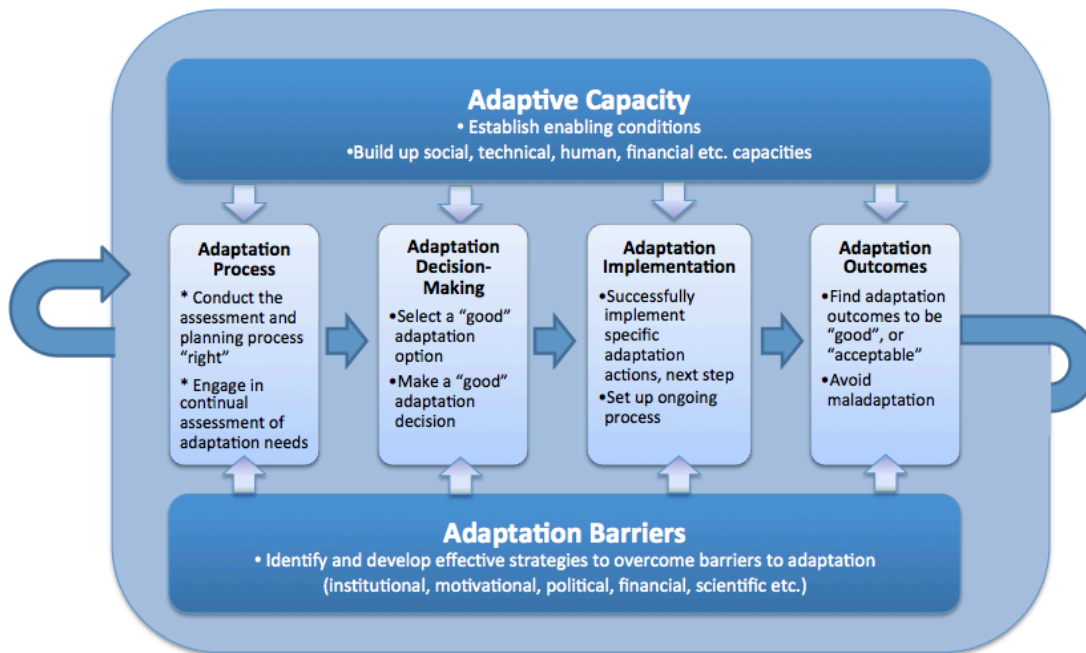 Adaptive Capacity
• Establish enabling conditions
•Build up social, technical, human, financial etc. capacities
Adaptation
Process
* Conduct the
assessment and
planning process
“right”
* Engage in
continual
assessment of
adaptation needs
Adaptation
Decision-
Making
•Select a “good”
adaptation
option
•Make a “good”
adaptation
decision
Adaptation
Implementation
•Successfully
implement
specific
adaptation
actions, next step
•Set up ongoing
process
Adaptation
Outcomes
•Find adaptation
outcomes to be
“good”, or
“acceptable”
•Avoid
maladaptation
Adaptation Barriers
• Identify and develop effective strategies to overcome barriers to adaptation
(institutional, motivational, political, financial, scientific etc.)